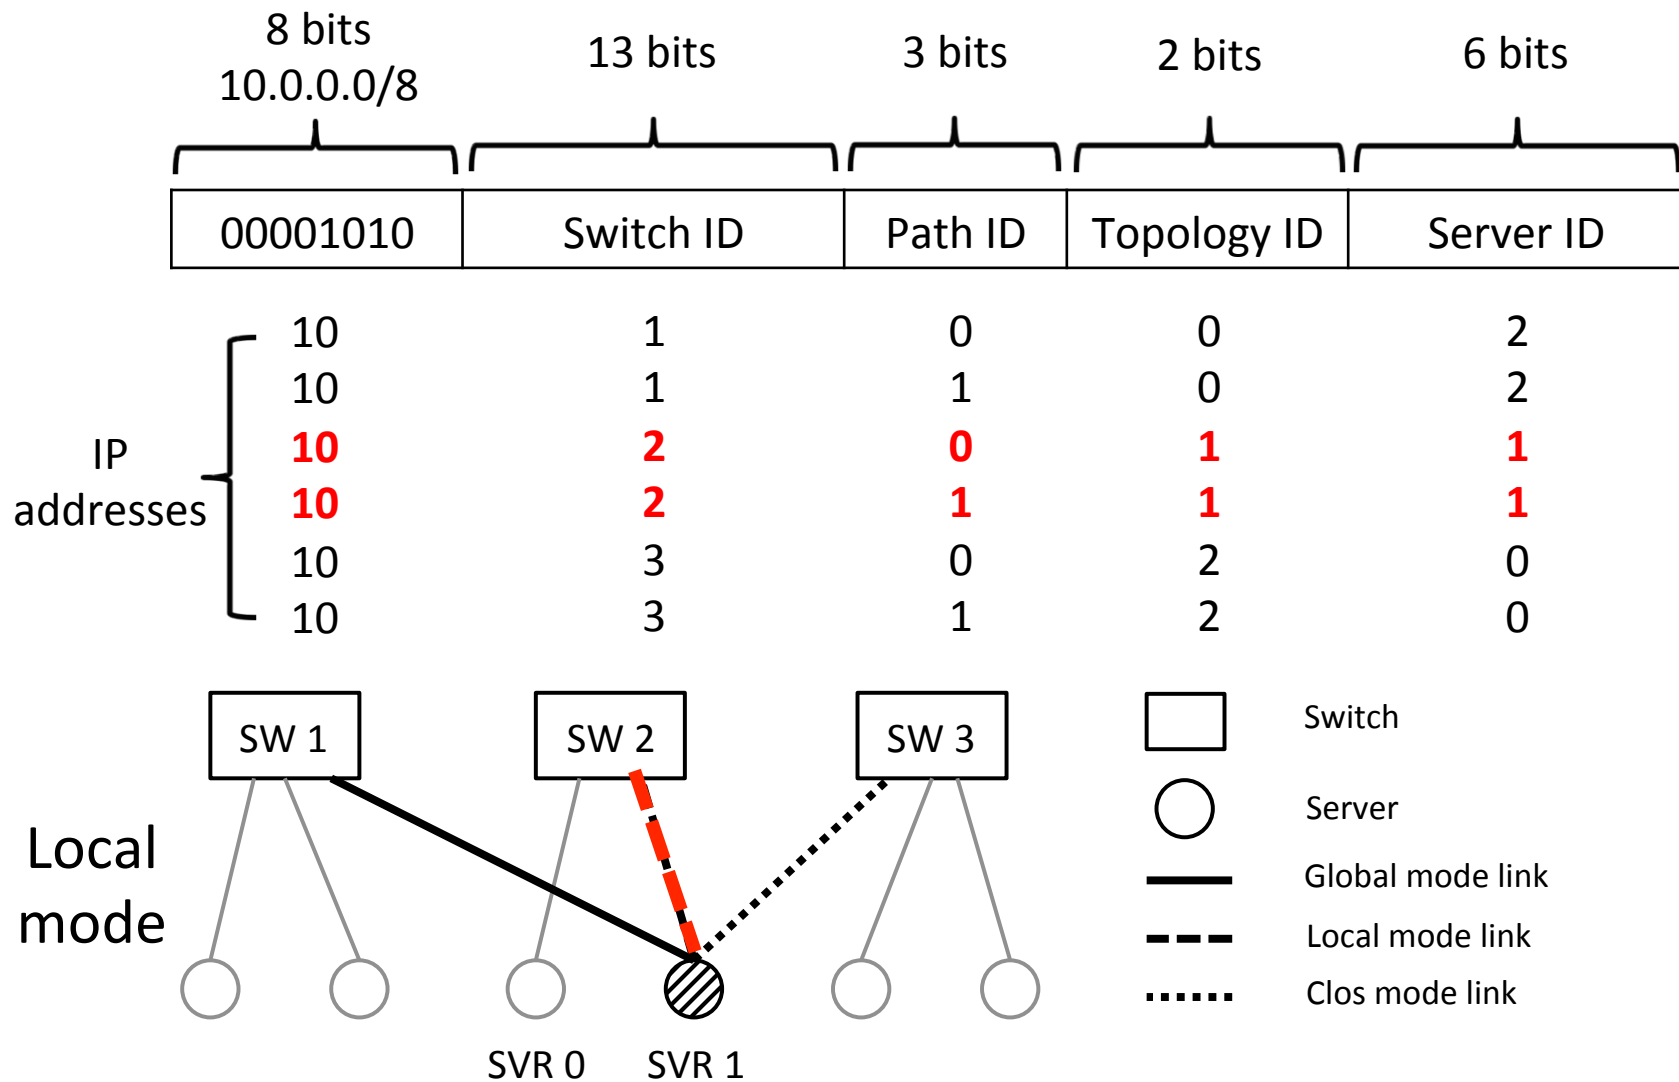 8 bits
10.0.0.0/8
13 bits
3 bits
2 bits
6 bits
00001010 Switch ID Path ID Topology ID Server ID
IP
addresses
10 1 0 0 2
10 1 1 0 2
10 2 0 1 1
10 2 1 1 1
10 3 0 2 0
10 3 1 2 0
SW 1 SW 2 SW 3
Local
mode
SVR 0 SVR 1
Switch
Server
Global mode link
Local mode link
Clos mode link